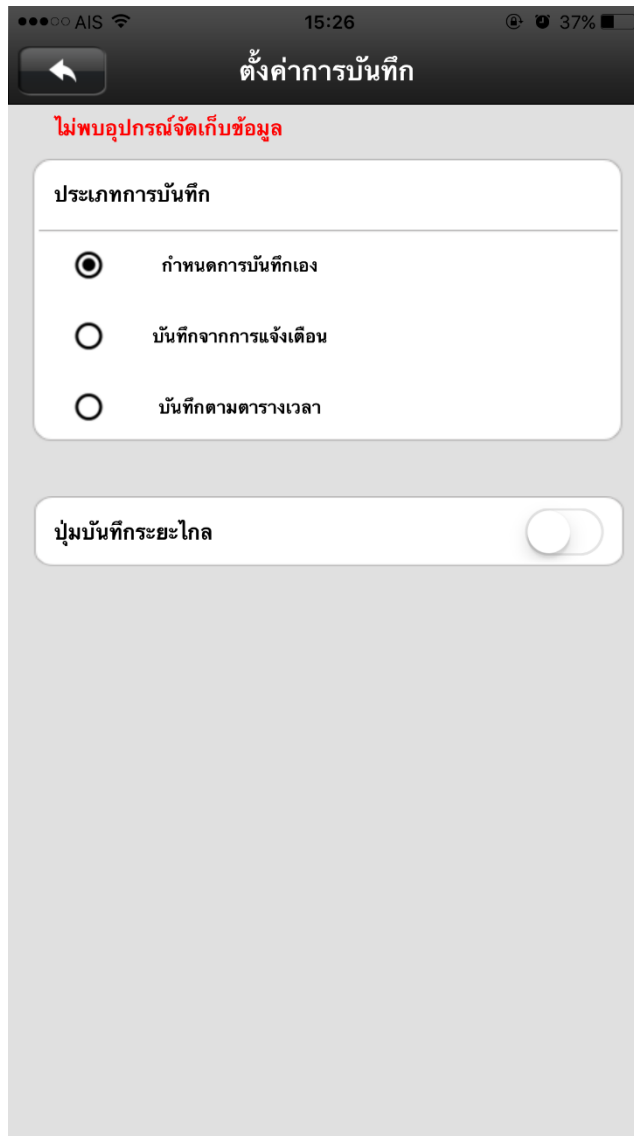 AIS 15:26 37%
ตั้งค่าการบันทึก
ไม่พบอุปกรณ์จัดเก็บข้อมูล
ประเภทการบันทึก
กำหนดการบันทึกเอง
บันทึกจากการแจ้งเตือน
บันทึกตามตารางเวลา
ปุ่มบันทึกระยะไกล